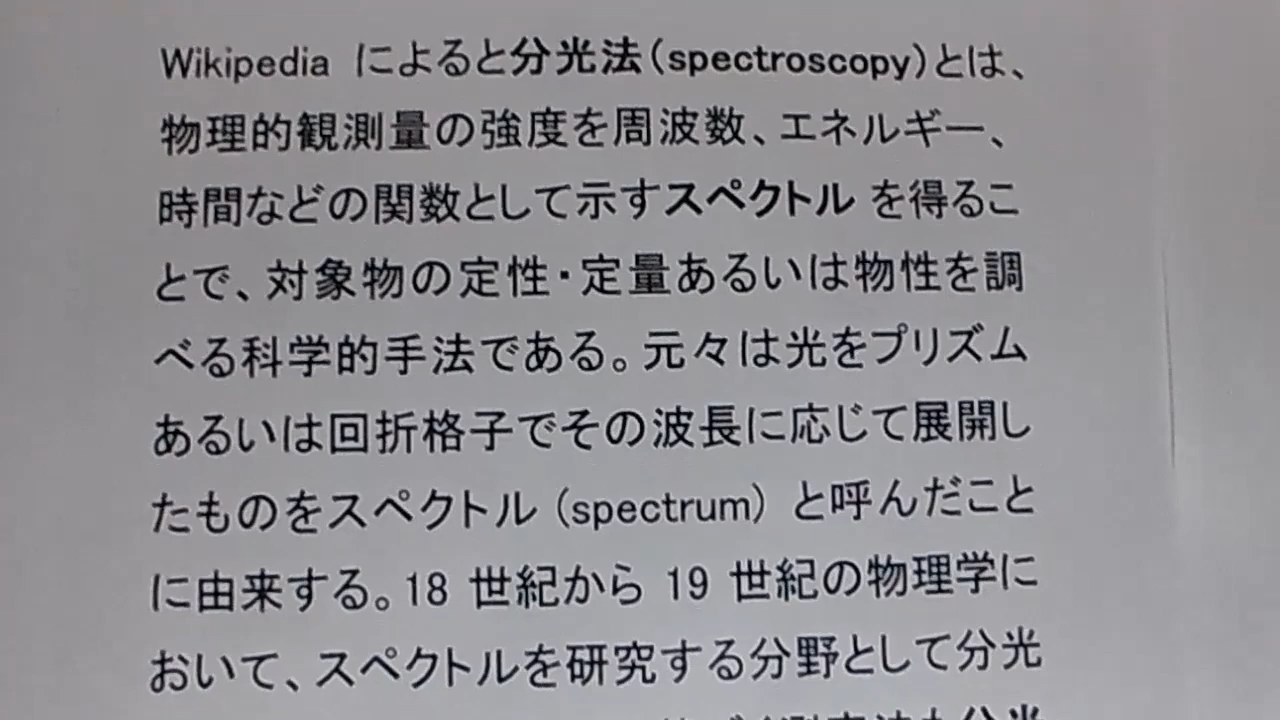 Wikipedia によると分光法(spectroscopy)とは、
物理的観測量の強度を周波数、エネルギー、
時間などの関数として示すスペクトル を得るこ
とで、対象物の定性・定量あるいは物性を調
べる科学的手法である。元々は光をプリズム
あるいは回折格子でその波長に応じて展開し
たものをスペクトル (spectrum) と呼んだこと
に由来する。18 世紀から 19 世紀の物理学に
おいて、スペクトルを研究する分野として分光